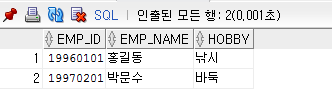 SQL | 인출된 모든 행: 2(0,001초)
EMP_ID EMP_NAME HOBBY
1 19960101 홍길동 낚시
2 19970201 박문수 바둑